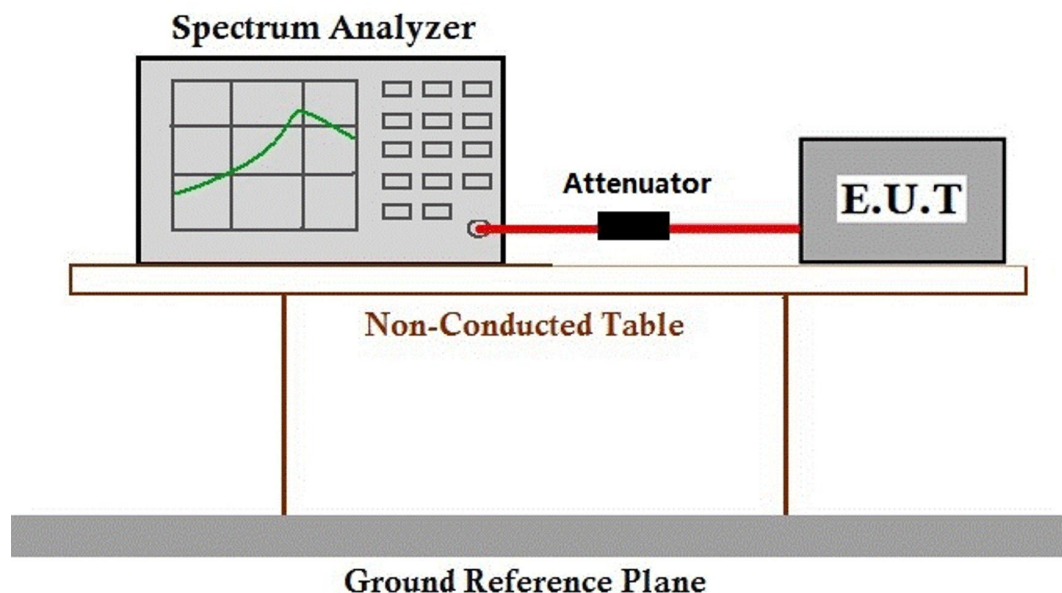 Spectrum Analyzer
Attenuator
E.U.T
Non-Conducted Table
Ground Reference Plane